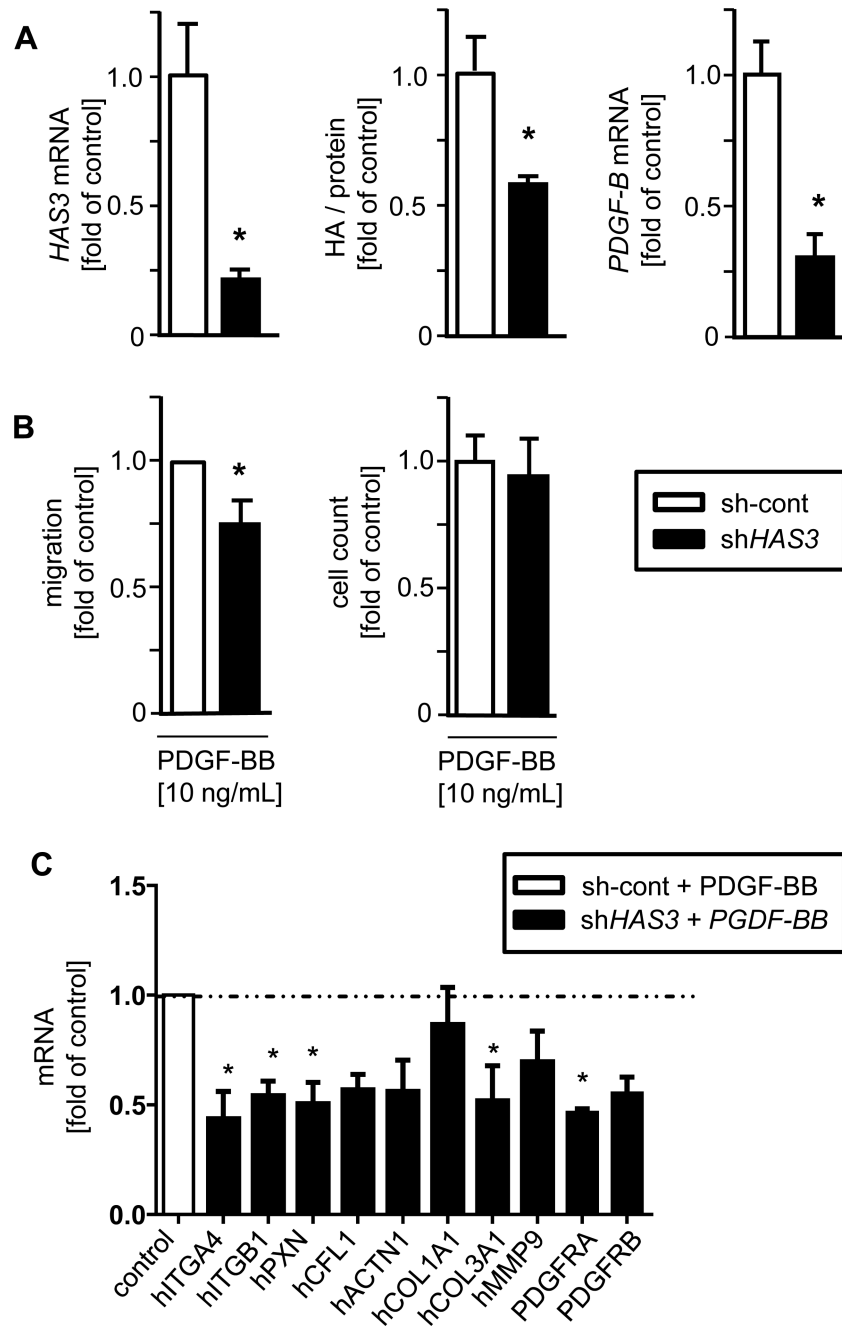 A
HAS3 mRNA
[fold of control]
1.0
0.5
0
*
HA / protein
[fold of control]
1.0
0.5
0
*
PDGF-B mRNA
[fold of control]
1.0
0.5
0
*
B
migration
[fold of control]
1.0
0.5
0
*
PDGF-BB
[10 ng/mL]
cell count
[fold of control]
1.0
0.5
0
PDGF-BB
[10 ng/mL]
sh-cont
shHAS3
C
sh-cont + PDGF-BB
shHAS3 + PGDF-BB
mRNA
[fold of control]
1.5
1.0
0.5
0.0
* * * * *
control
hITGA4
hITGB1
hPXN
hCFL1
hACTN1
hCOL1A1
hCOL3A1
hMMP9
PDGFRA
PDGFRB